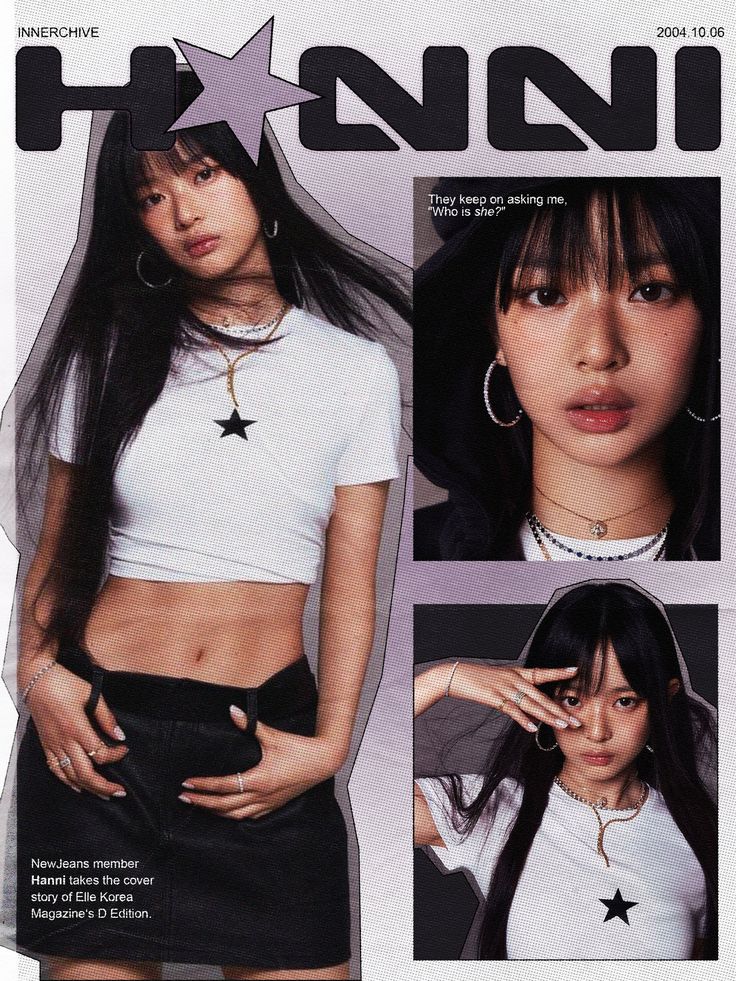 INNERCHIVE
2004.10.06
H★NNI
They keep on asking me,
"Who is she?"
NewJeans member
Hanni takes the cover
story of Elle Korea
Magazine's D Edition.